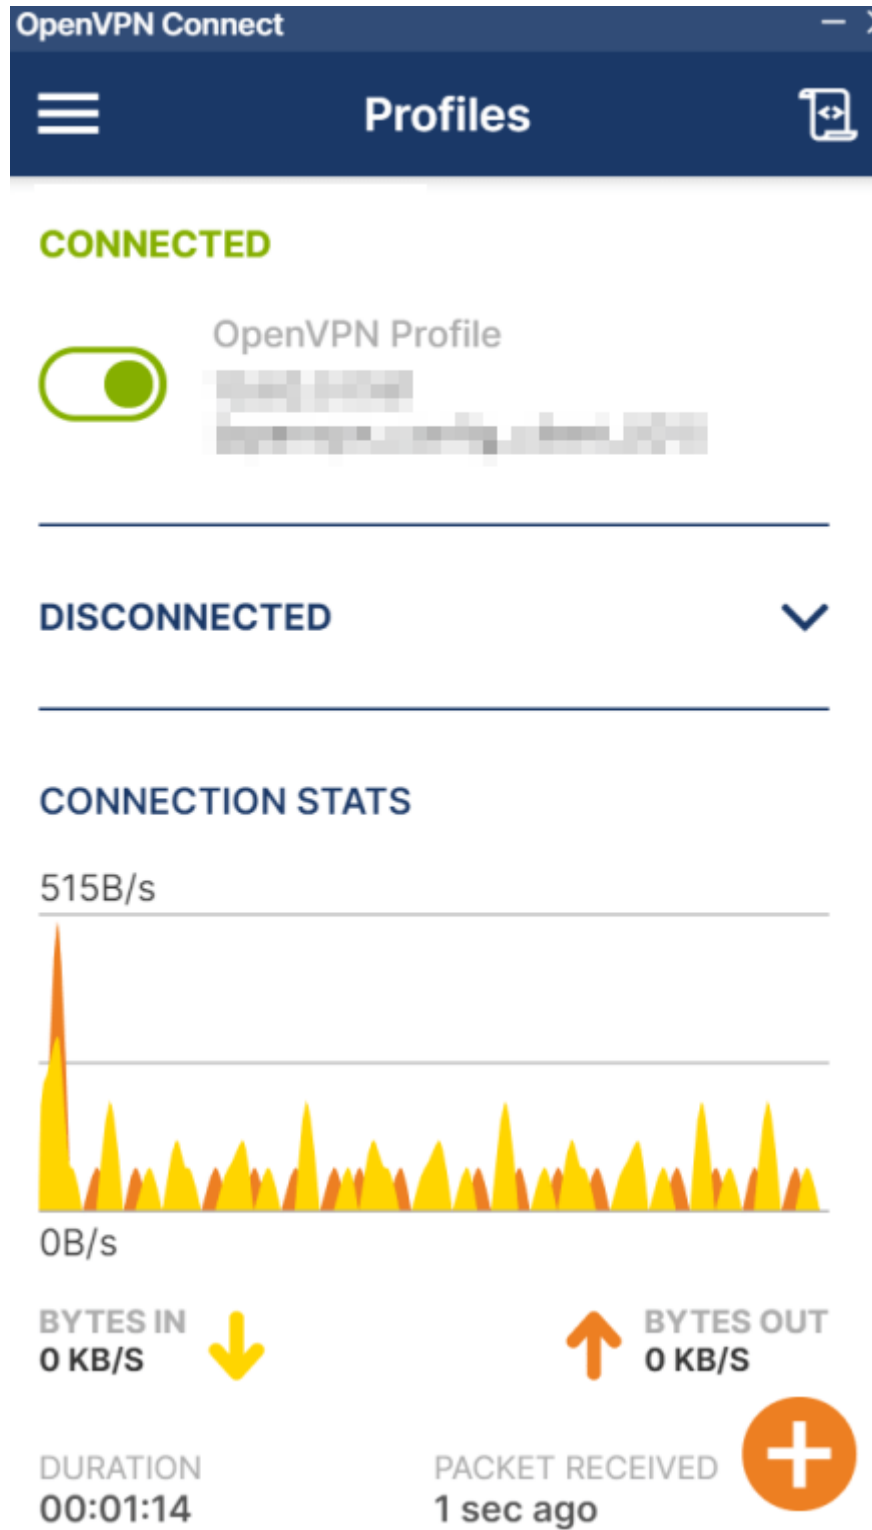 OpenVPN Connect
Profiles
CONNECTED
OpenVPN Profile
DISCONNECTED
CONNECTION STATS
515B/s
0B/s
BYTES IN
0 KB/S
BYTES OUT
0 KB/S
DURATION
00:01:14
PACKET RECEIVED
1 sec ago